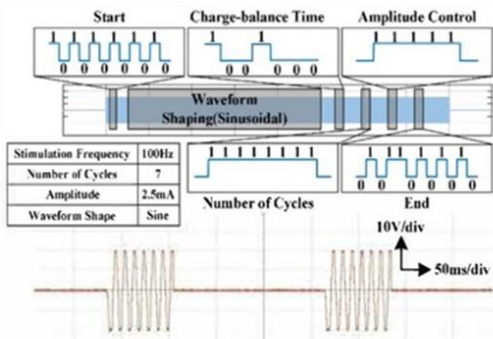 Start
Charge-balance Time
Amplitude Control
1 1 1 1 1 1
0 0 0 0 0 0
1 1
0 0 0 0 0
1 1 1 1 1
Waveform
Shaping(Sinusoidal)
Stimulation Frequency 100Hz
Number of Cycles 7
Amplitude 2.5mA
Waveform Shape Sine
1 1 1 1 1 1 1 1
Number of Cycles
1 1 1 1 1 1
0 0 0 0 0 0
End
10V/div
50ms/div